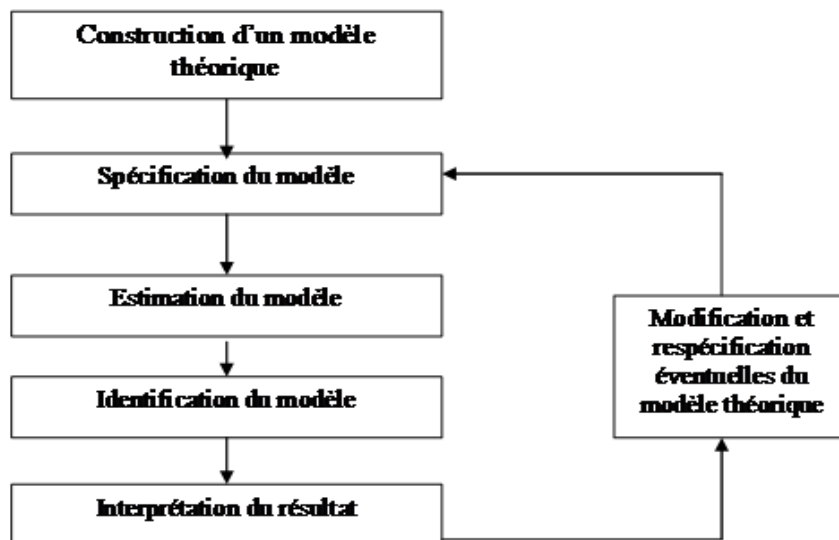 Construction d'un modèle
théorique
Spécification du modèle
Estimation du modèle
Identification du modèle
Interprétation du résultat
Modification et
respécification
éventuelles du
modèle théorique